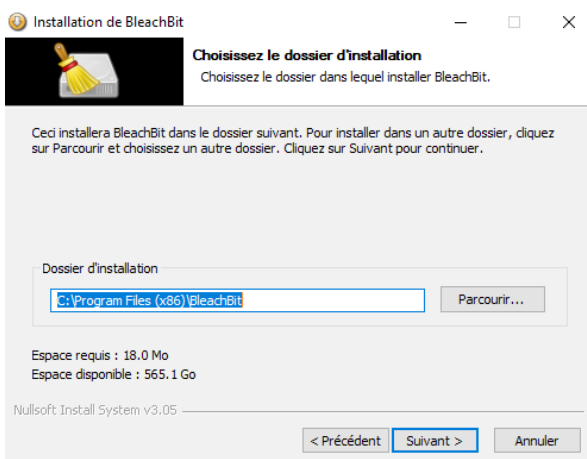 Installation de BleachBit
Choisissez le dossier d'installation
Choisissez le dossier dans lequel installer BleachBit.
Ceci installera BleachBit dans le dossier suivant. Pour installer dans un autre dossier, cliquez
sur Parcourir et choisissez un autre dossier. Cliquez sur Suivant pour continuer.
Dossier d'installation
C:\Program Files (x86)\BleachBit
Parcourir...
Espace requis : 18.0 Mo
Espace disponible : 565.1 Go
Nullsoft Install System v3.05
< Précédent Suivant > Annuler